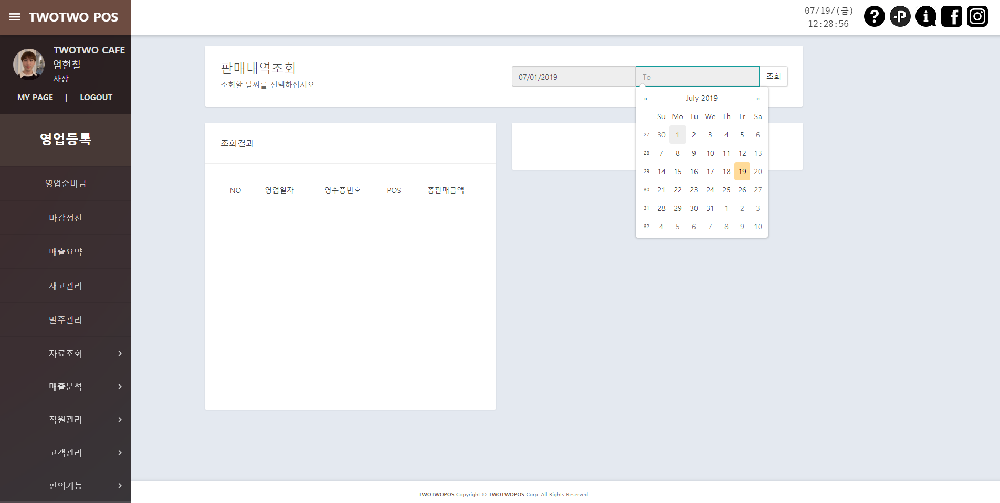 TWOTWO POS
07/19/(금)
12:28:56
TWOTWO CAFE
엄현철
사장
MY PAGE | LOGOUT
영업등록
영업준비금
마감정산
매출요약
재고관리
발주관리
자료조회
매출분석
직원관리
고객관리
편의기능
판매내역조회
조회할 날짜를 선택하십시오
07/01/2019 To 조회
« July 2019 »
Su Mo Tu We Th Fr Sa
27 30 1 2 3 4 5 6
28 7 8 9 10 11 12 13
29 14 15 16 17 18 19 20
30 21 22 23 24 25 26 27
31 28 29 30 31 1 2 3
32 4 5 6 7 8 9 10
조회결과
NO 영업일자 영수증번호 POS 총판매금액
TWOTWOPOS Copyright © TWOTWOPOS Corp. All Rights Reserved.